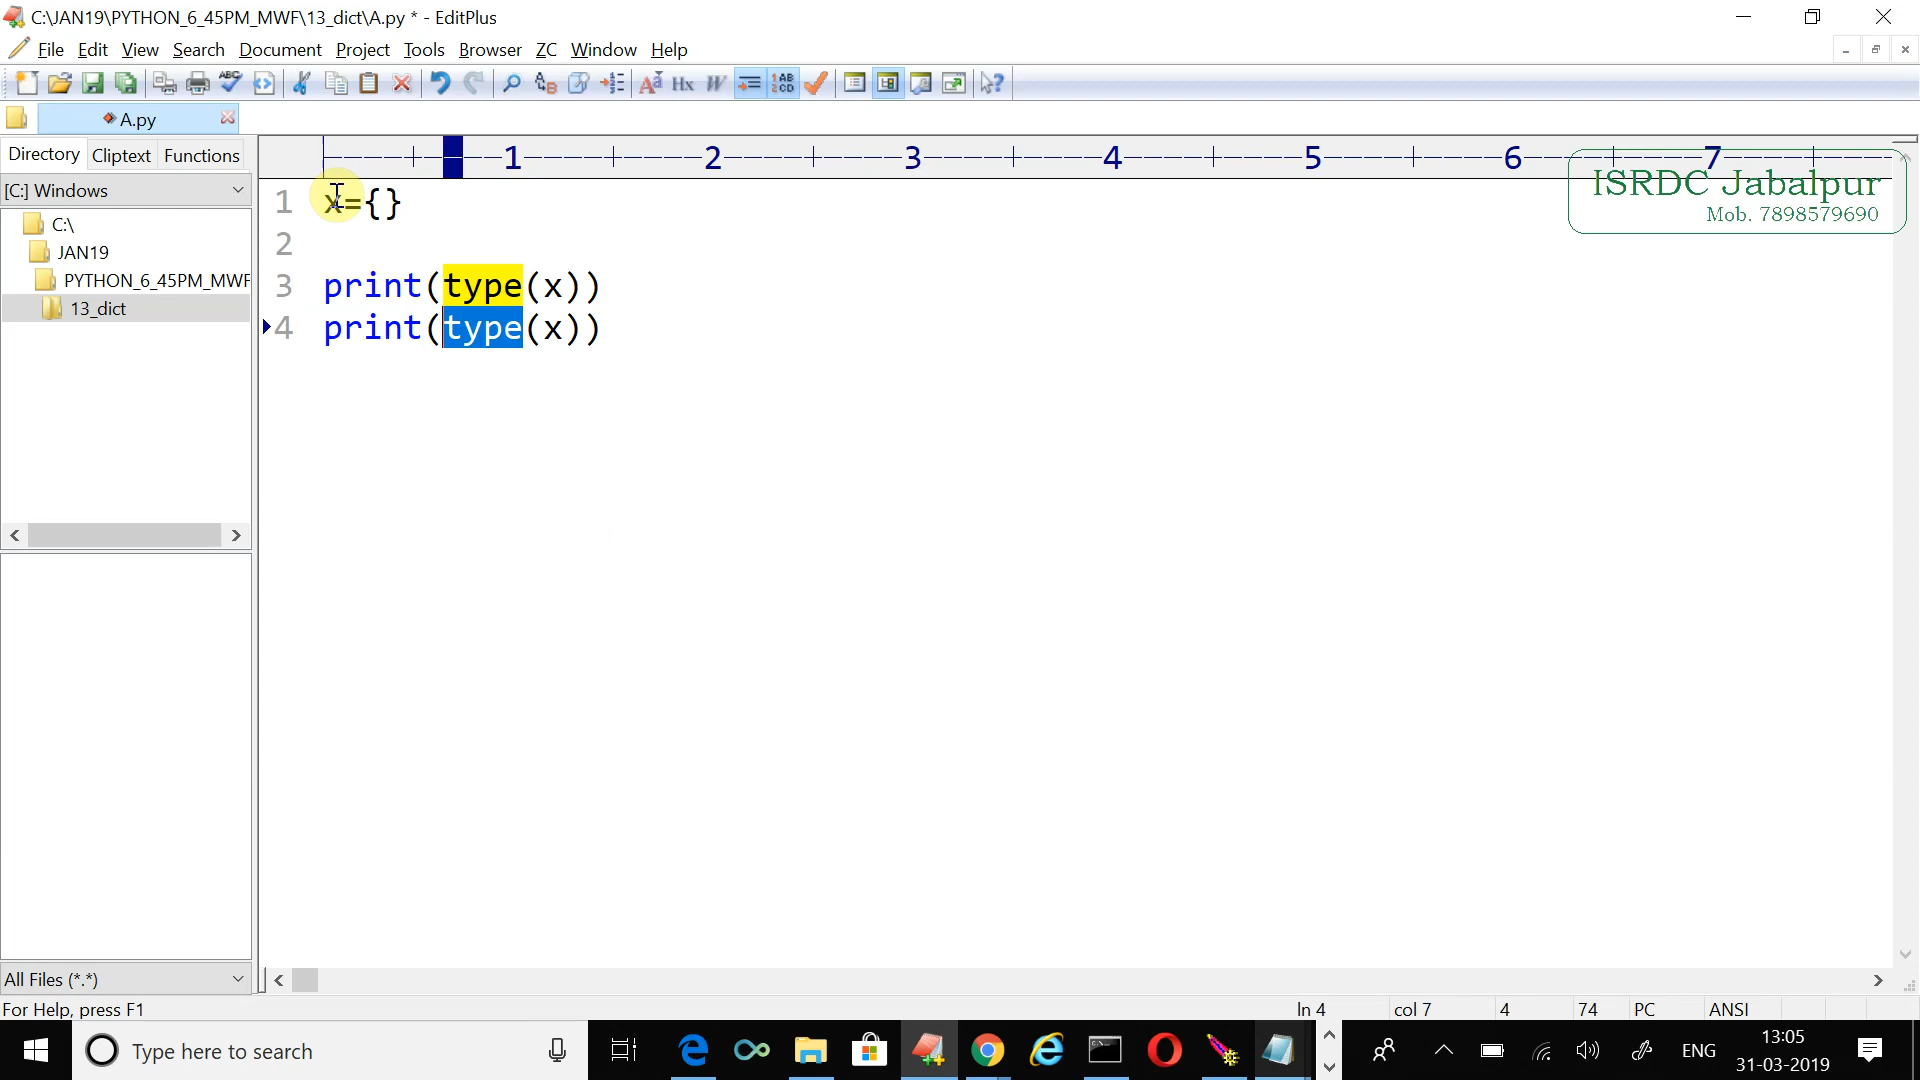 C:\JAN19\PYTHON_6_45PM_MWF\13_dict\A.py * - EditPlus
File Edit View Search Document Project Tools Browser ZC Window Help
A.py
Directory Cliptext Functions
[C:] Windows
C:\
JAN19
PYTHON_6_45PM_MWF
13_dict
----+----1----+----2----+----3----+----4----+----5----+----6----+----7----+----
ISRDC Jabalpur
Mob. 7898579690
1 x={}
2
3 print(type(x))
4 print(type(x))
All Files (*.*)
For Help, press F1
ln 4 col 7 4 74 PC ANSI
Type here to search
ENG
13:05
31-03-2019